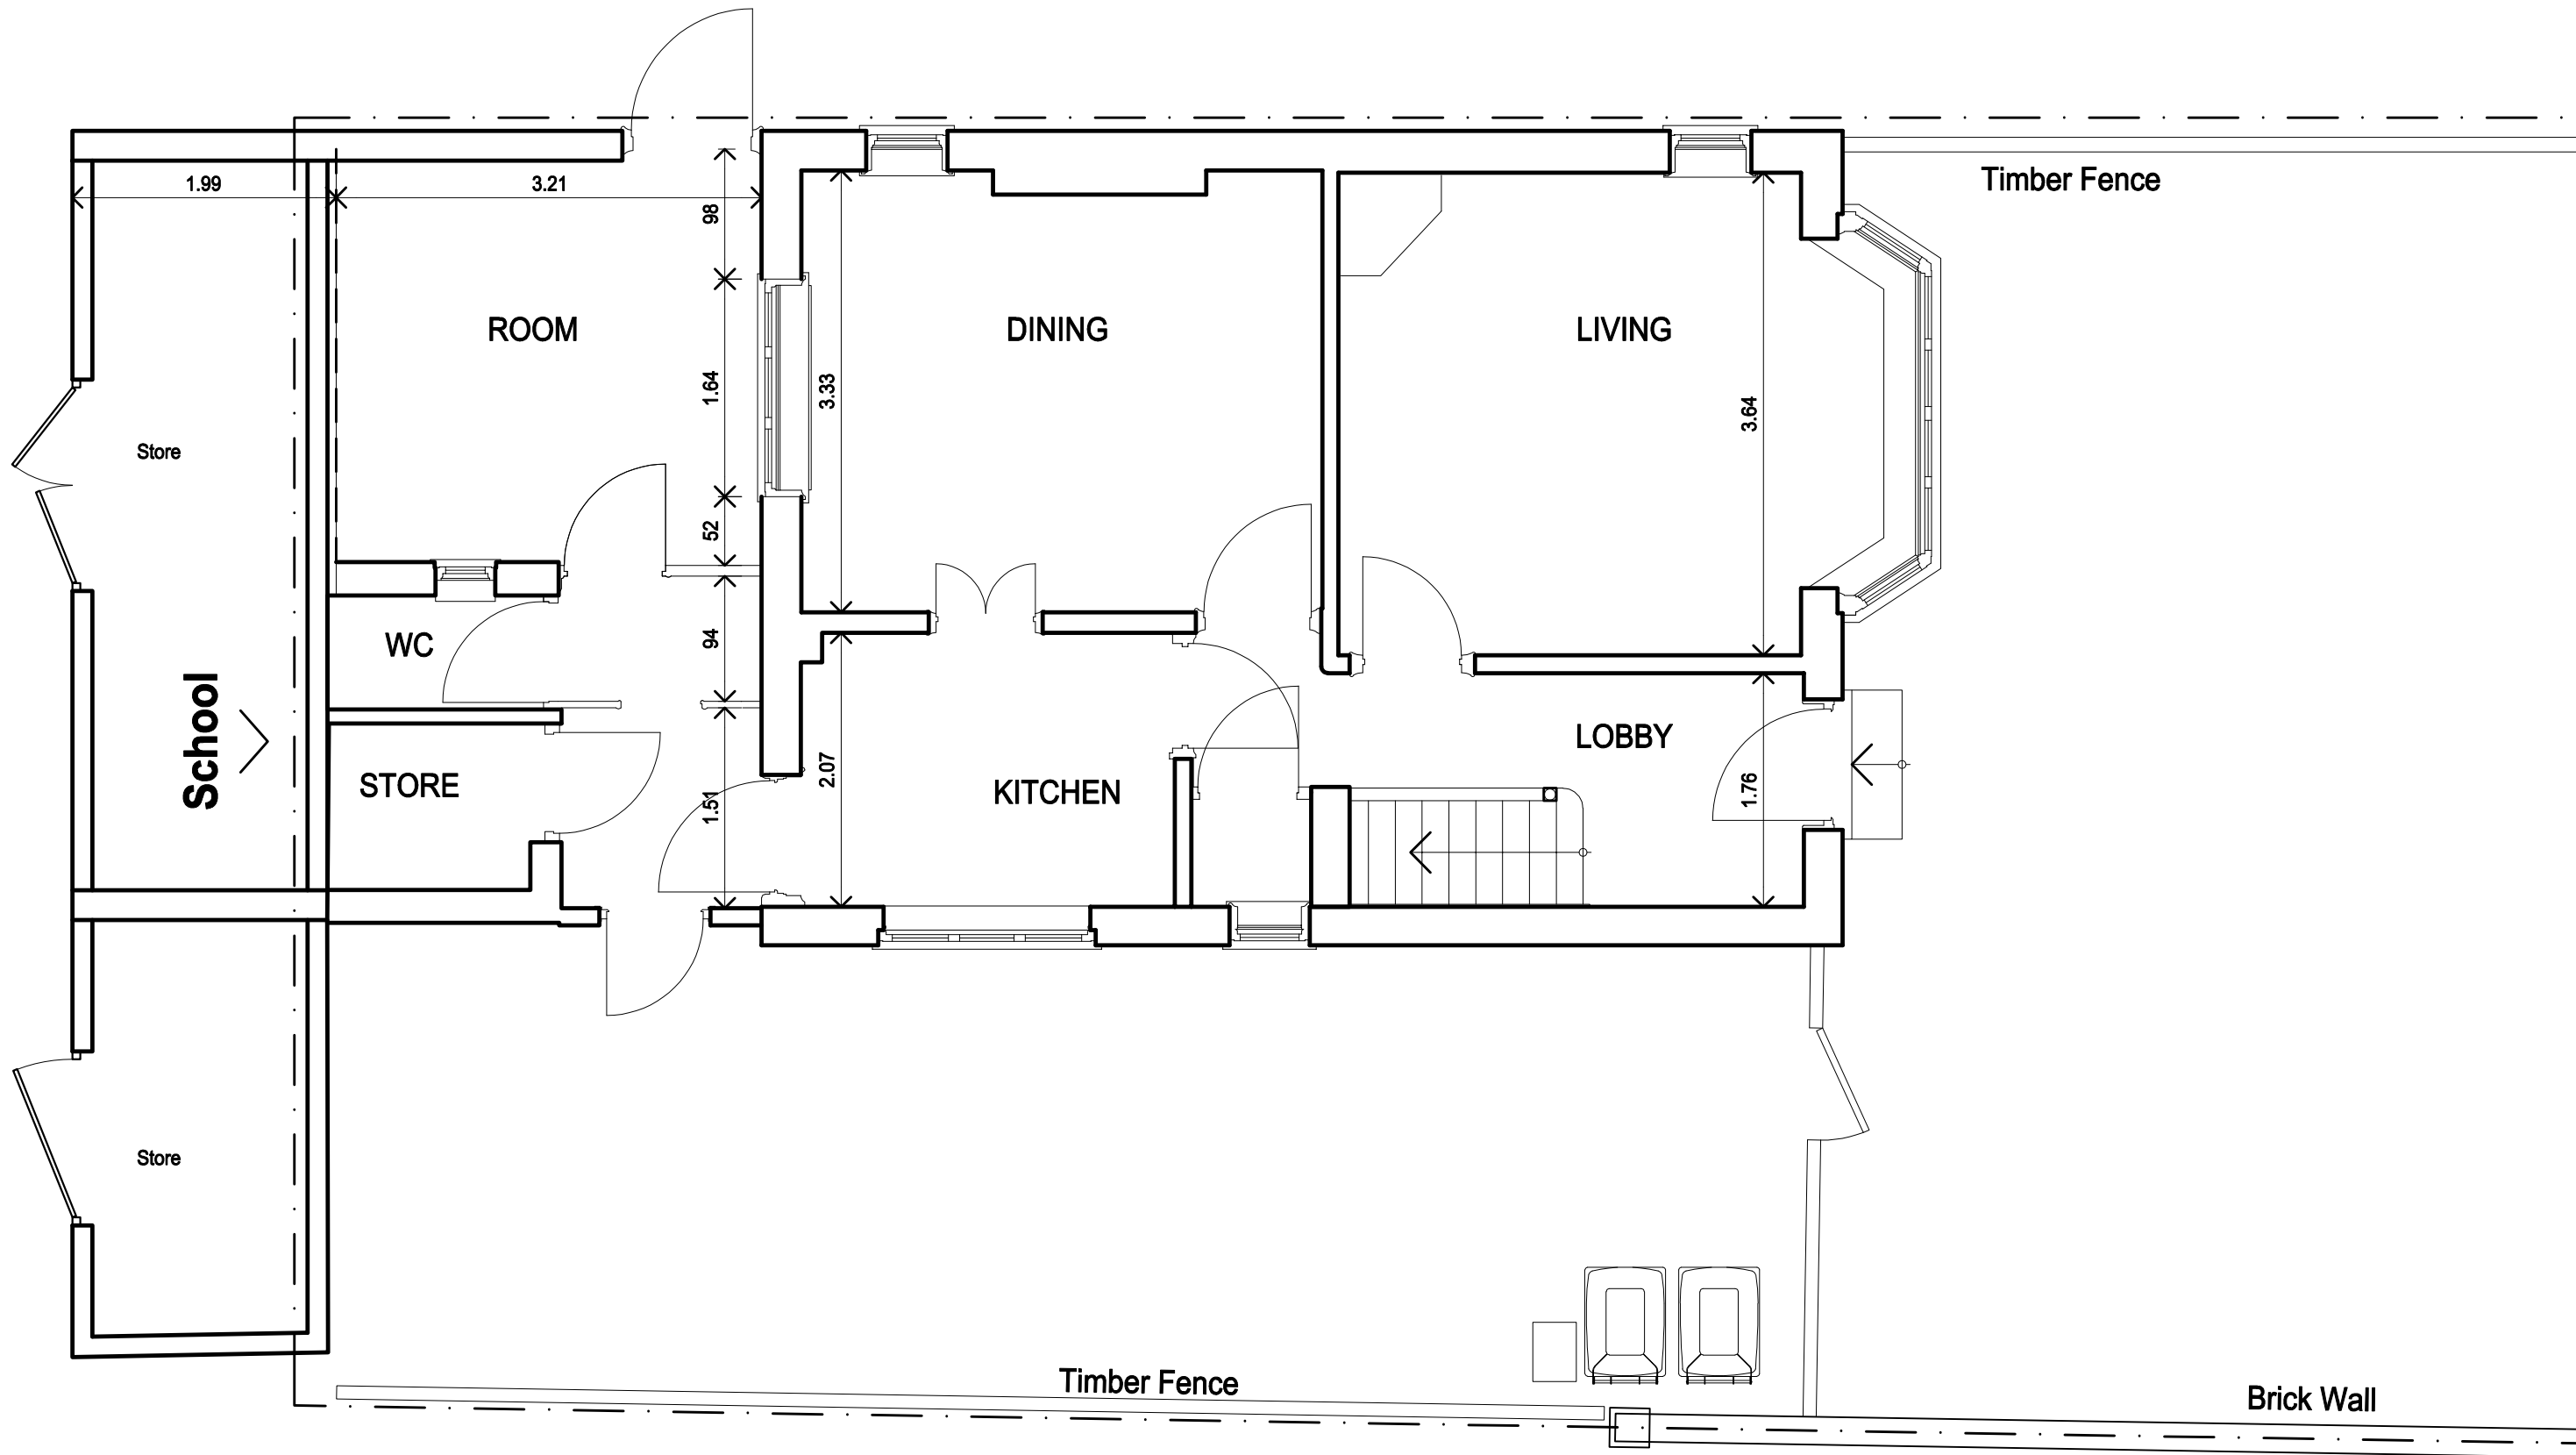 Timber Fence
1.99
3.21
98
ROOM
DINING
LIVING
1.64
3.33
3.64
Store
52
WC
94
School
LOBBY
STORE
2.07
KITCHEN
1.51
1.76
Store
Timber Fence
Brick Wall